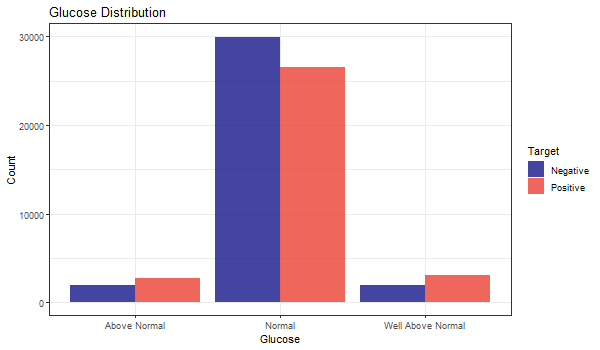 Glucose Distribution
30000
20000
10000
0
Count
Above Normal
Normal
Well Above Normal
Glucose
Target
Negative
Positive